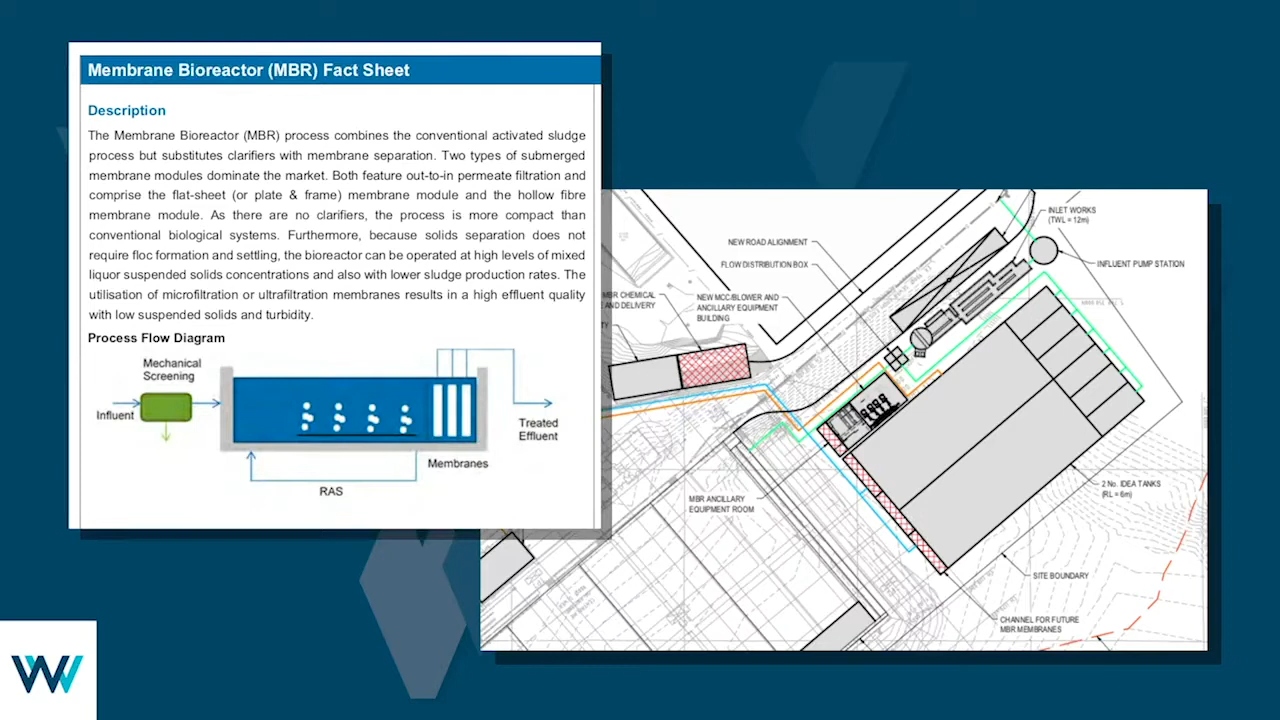 Membrane Bioreactor (MBR) Fact Sheet
Description
The Membrane Bioreactor (MBR) process combines the conventional activated sludge
process but substitutes clarifiers with membrane separation. Two types of submerged
membrane modules dominate the market. Both feature out-to-in permeate filtration and
comprise the flat-sheet (or plate & frame) membrane module and the hollow fibre
membrane module. As there are no clarifiers, the process is more compact than
conventional biological systems. Furthermore, because solids separation does not
require floc formation and settling, the bioreactor can be operated at high levels of mixed
liquor suspended solids concentrations and also with lower sludge production rates. The
utilisation of microfiltration or ultrafiltration membranes results in a high effluent quality
with low suspended solids and turbidity.
Process Flow Diagram
Mechanical
Screening
Influent
Treated
Effluent
Membranes
RAS
INLET WORKS
(TWL = 12m)
NEW ROAD ALIGNMENT
FLOW DISTRIBUTION BOX
INFLUENT PUMP STATION
MBR CHEMICAL
AND DELIVERY
NEW MCC/BLOWER AND
ANCILLARY EQUIPMENT
BUILDING
MBR ANCILLARY
EQUIPMENT ROOM
2 No. IDEA TANKS
(RL = 6m)
SITE BOUNDARY
CHANNEL FOR FUTURE
MBR MEMBRANES
W